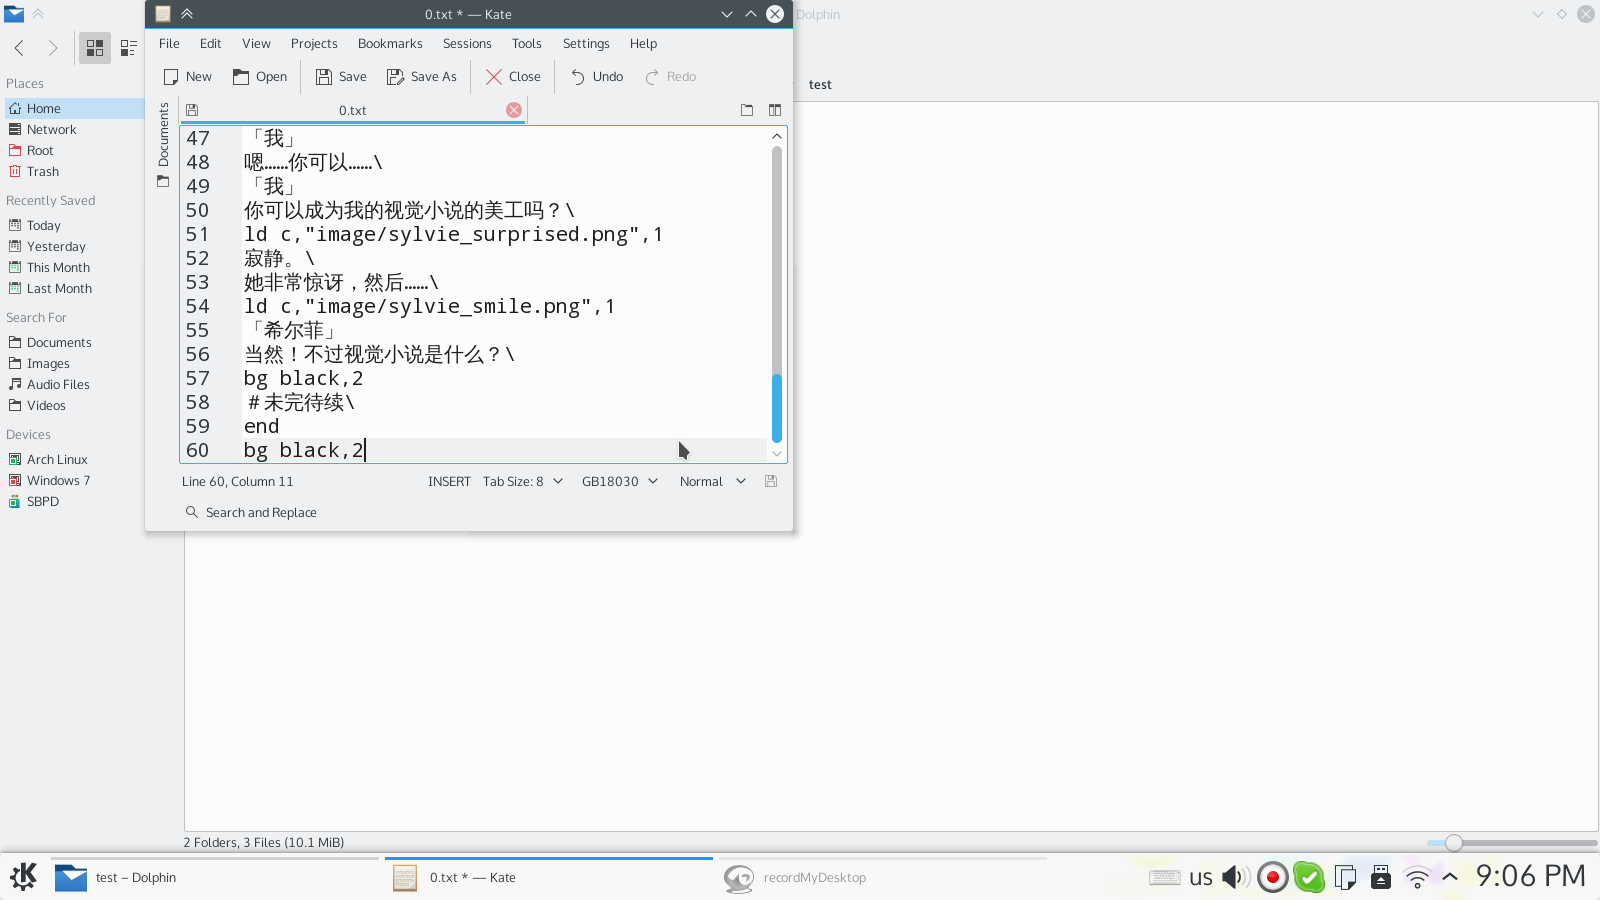 0.txt * — Kate
Dolphin
File Edit View Projects Bookmarks Sessions Tools Settings Help
New Open Save Save As Close Undo Redo
test
Places
Home
Network
Root
Trash
Recently Saved
Today
Yesterday
This Month
Last Month
Search For
Documents
Images
Audio Files
Videos
Devices
Arch Linux
Windows 7
SBPD
Documents
0.txt
47 「我」
48 嗯……你可以……\
49 「我」
50 你可以成为我的视觉小说的美工吗？\
51 ld c,"image/sylvie_surprised.png",1
52 寂静。\
53 她非常惊讶，然后……\
54 ld c,"image/sylvie_smile.png",1
55 「希尔菲」
56 当然！不过视觉小说是什么？\
57 bg black,2
58 ＃未完待续\
59 end
60 bg black,2
Line 60, Column 11 INSERT Tab Size: 8 GB18030 Normal
Search and Replace
2 Folders, 3 Files (10.1 MiB)
test – Dolphin
0.txt * — Kate
recordMyDesktop
us
9:06 PM